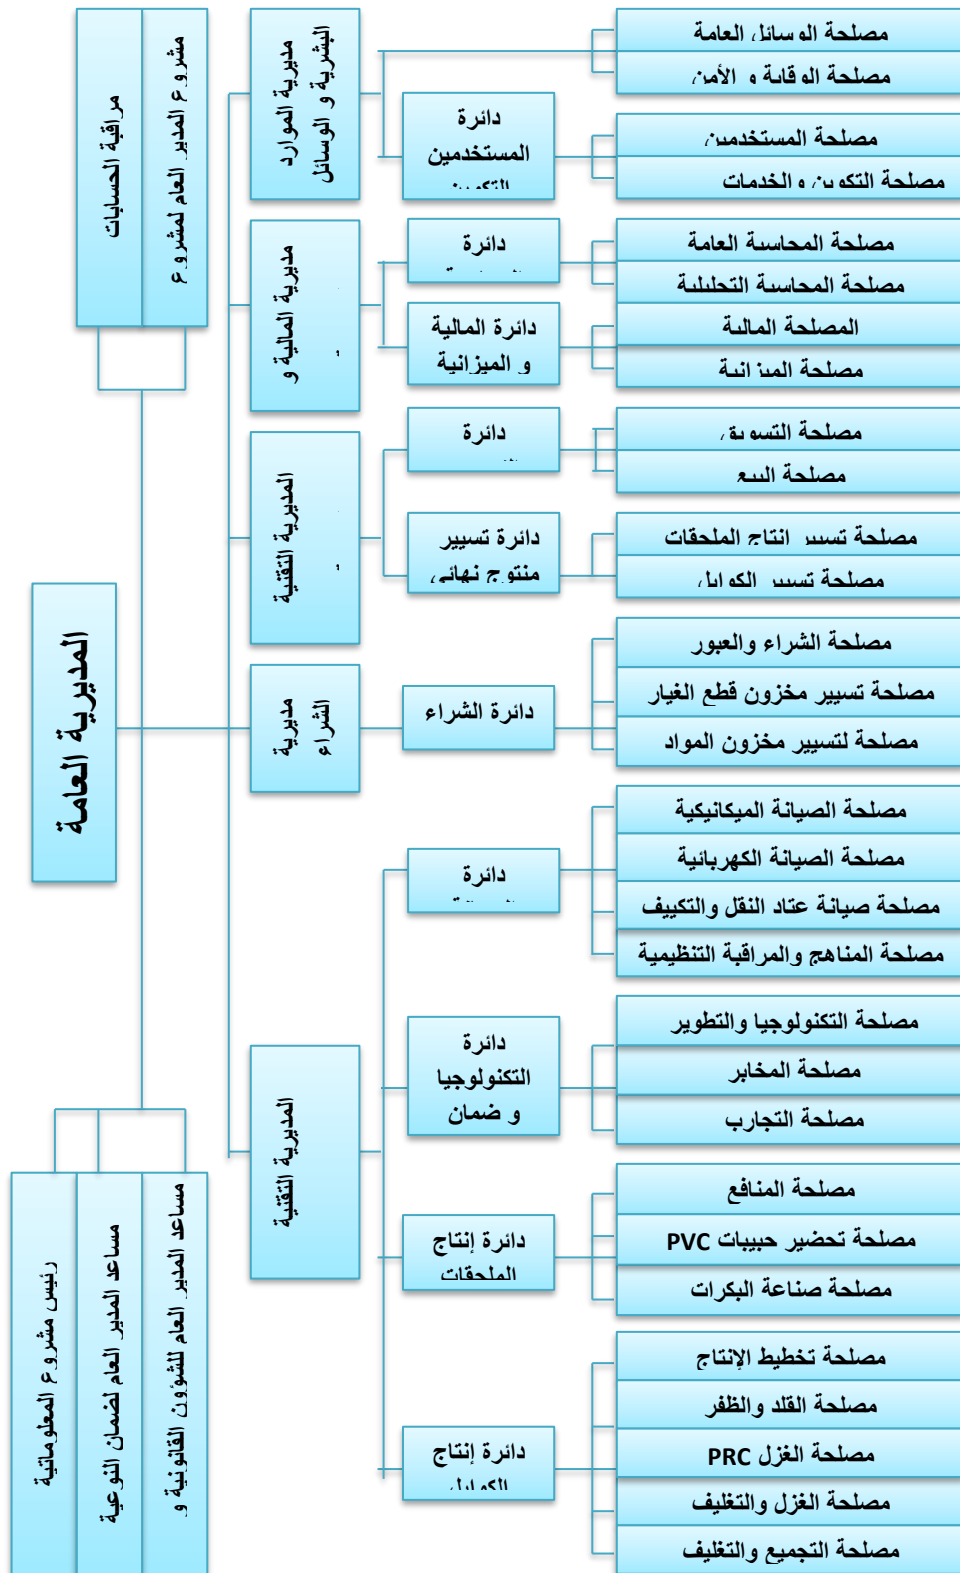 المديرية العامة
مراقبة الحسابات
مشروع المدير العام لمشروع
رئيس مشروع المعلوماتية
مساعد المدير العام لضمان النوعية
مساعد المدير العام للشؤون القانونية و
مديرية الموارد
البشرية و الوسائل
مصلحة الوسائل العامة
مصلحة الوقاية و الأمن
دائرة
المستخدمين
التكوين
مصلحة المستخدمين
مصلحة التكوين والخدمات
مديرية المالية و
دائرة
مصلحة المحاسبة العامة
مصلحة المحاسبة التحليلية
دائرة المالية
و الميزانية
المصلحة المالية
مصلحة الميزانية
المديرية التقنية
دائرة
مصلحة التسويق
مصلحة البيع
دائرة تسيير
منتوج نهائي
مصلحة تسيير انتاج الملحقات
مصلحة تسيير الكوابل
مديرية
الشراء
دائرة الشراء
مصلحة الشراء والعبور
مصلحة تسيير مخزون قطع الغيار
مصلحة لتسيير مخزون المواد
المديرية التقنية
دائرة
مصلحة الصيانة الميكانيكية
مصلحة الصيانة الكهربائية
مصلحة صيانة عتاد النقل والتكييف
مصلحة المناهج والمراقبة التنظيمية
دائرة
التكنولوجيا
و ضمان
مصلحة التكنولوجيا والتطوير
مصلحة المخابر
مصلحة التجارب
دائرة إنتاج
الملحقات
مصلحة المنافع
مصلحة تحضير حبيبات PVC
مصلحة صناعة البكرات
دائرة إنتاج
الكوابل
مصلحة تخطيط الإنتاج
مصلحة القلد والظفر
مصلحة الغزل PRC
مصلحة الغزل والتغليف
مصلحة التجميع والتغليف